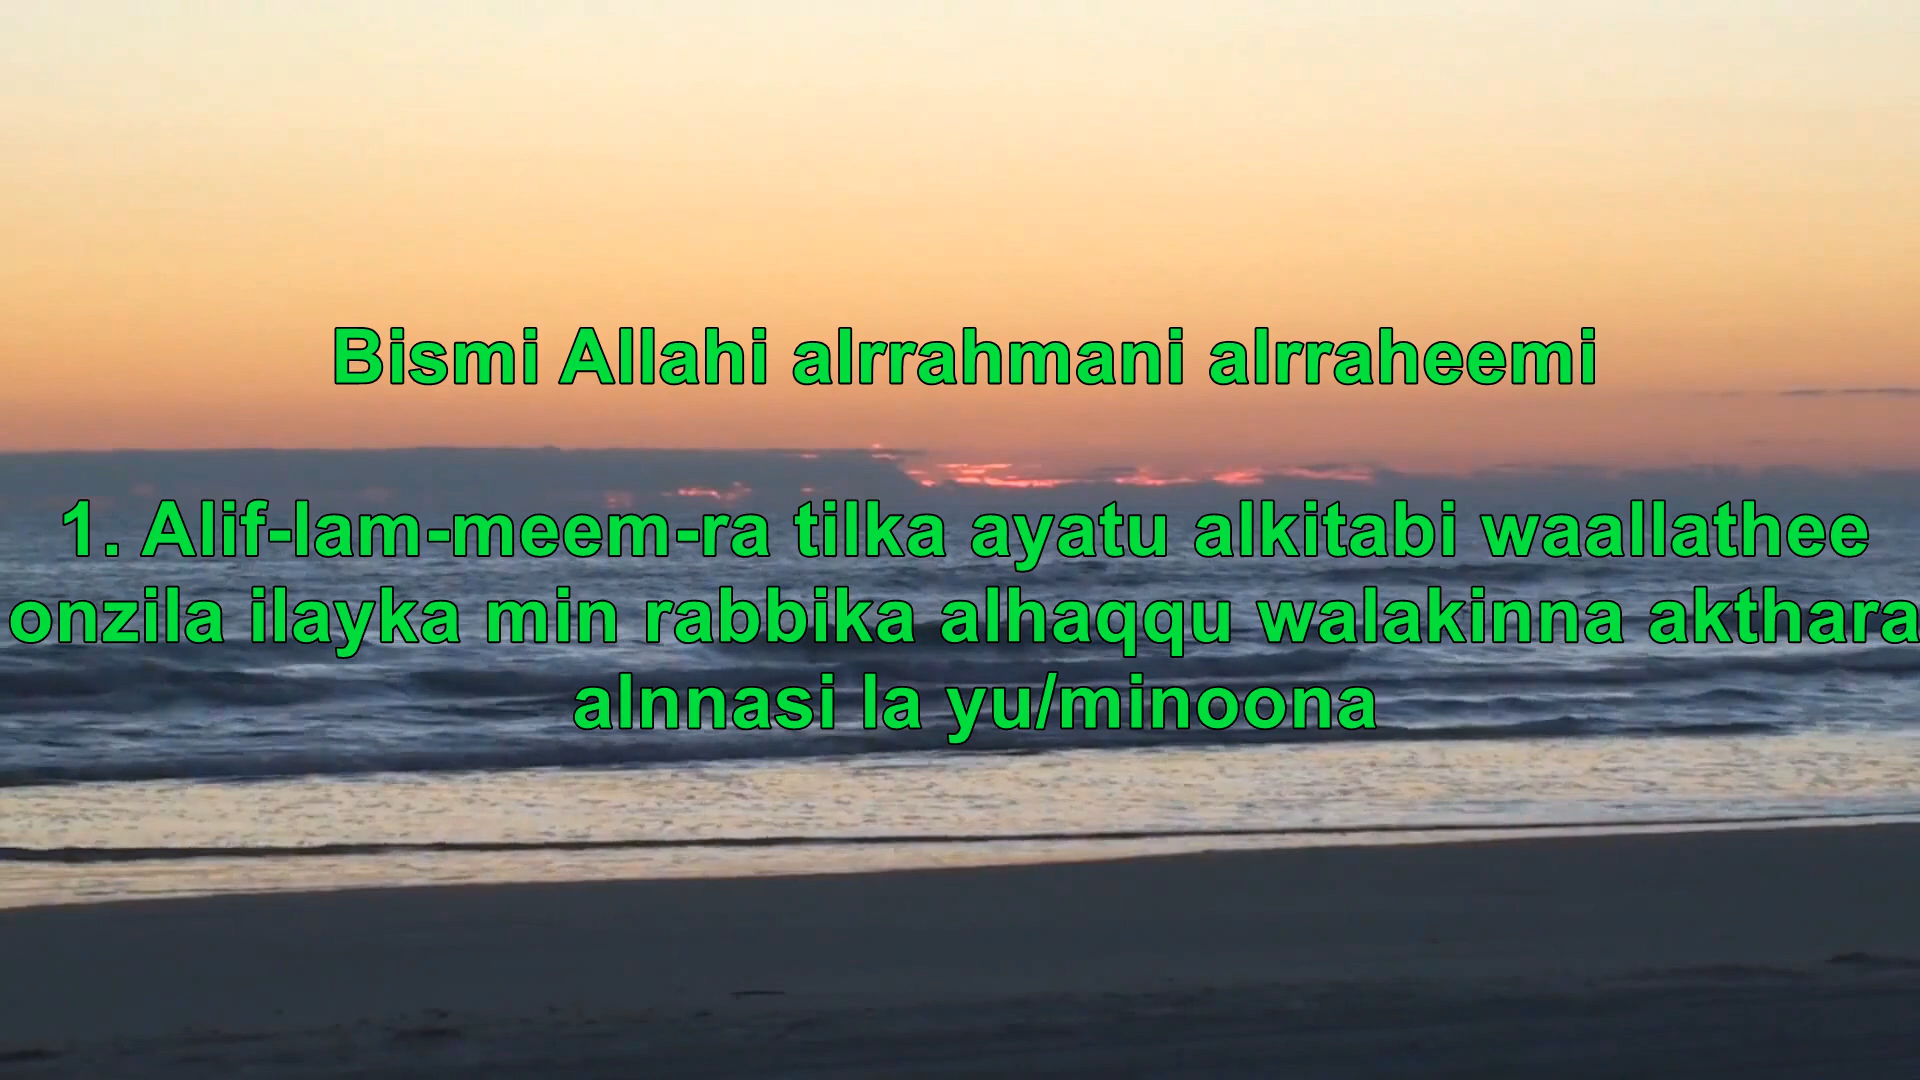 Bismi Allahi alrrahmani alrraheemi
1. Alif-lam-meem-ra tilka ayatu alkitabi waallathee
onzila ilayka min rabbika alhaqqu walakinna akthara
alnnasi la yu/minoona